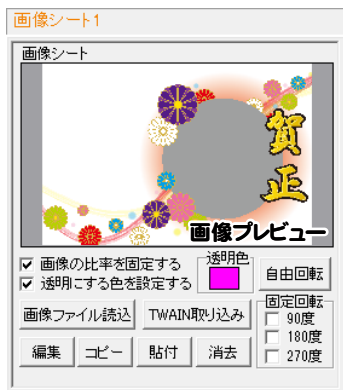 画像シート1
画像シート
賀正
画像プレビュー
画像の比率を固定する
透明にする色を設定する
透明色
自由回転
画像ファイル読込
TWAIN取り込み
固定回転
90度
180度
270度
編集
コピー
貼付
消去